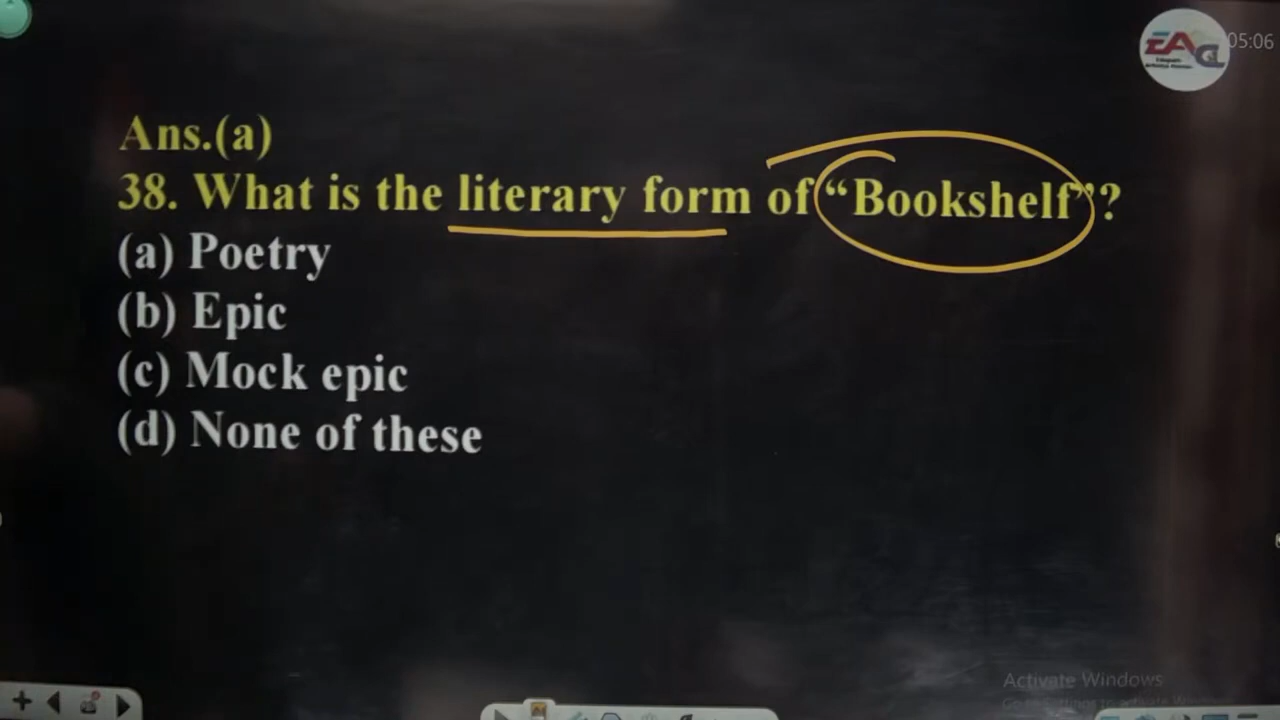 05:06
Ans.(a)
38. What is the literary form of “Bookshelf”?
(a) Poetry
(b) Epic
(c) Mock epic
(d) None of these
Activate Windows